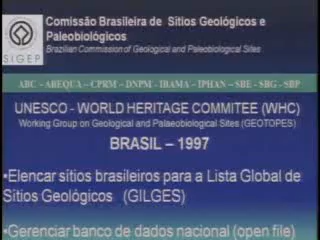 Comissão Brasileira de Sítios Geológicos e
Paleobiológicos
Brazilian Commission of Geological and Paleobiological Sites
SIGEP
ABC - ABEQUA - CPRM - DNPM - IBAMA - IPHAN - SBE - SBG - SBP
UNESCO - WORLD HERITAGE COMMITEE (WHC)
Working Group on Geological and Palaeobiological Sites (GEOTOPES)
BRASIL – 1997
•Elencar sítios brasileiros para a Lista Global de
Sítios Geológicos (GILGES)
•Gerenciar banco de dados nacional (open file)